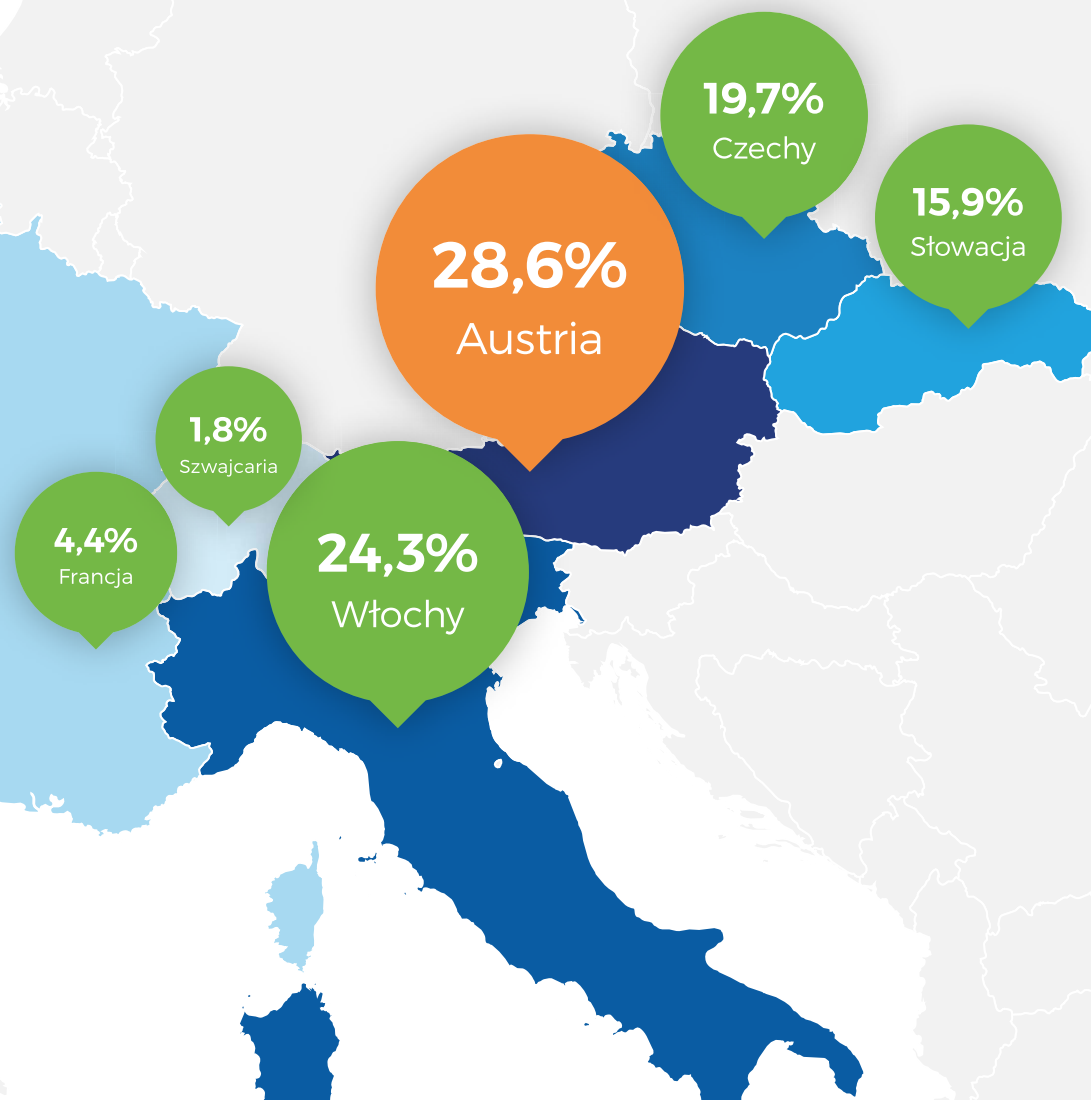 19,7%
Czechy
15,9%
Słowacja
28,6%
Austria
1,8%
Szwajcaria
4,4%
Francja
24,3%
Włochy